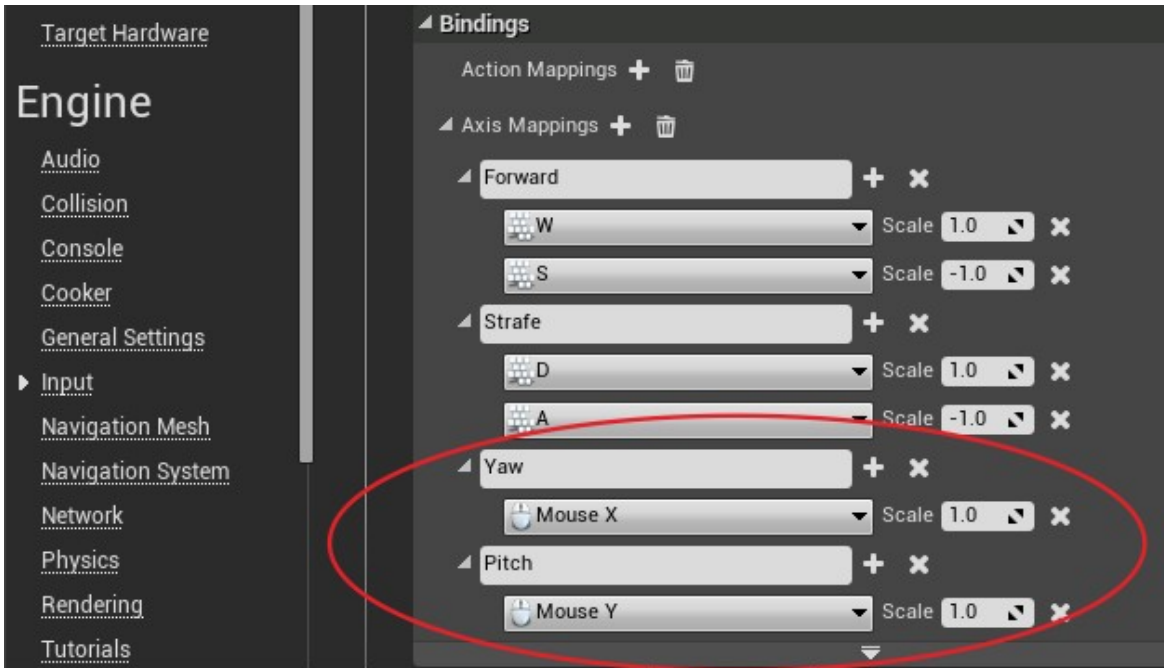 Target Hardware
Engine
Audio
Collision
Console
Cooker
General Settings
Input
Navigation Mesh
Navigation System
Network
Physics
Rendering
Tutorials
Bindings
Action Mappings
Axis Mappings
Forward
W Scale 1.0
S Scale -1.0
Strafe
D Scale 1.0
A Scale -1.0
Yaw
Mouse X Scale 1.0
Pitch
Mouse Y Scale 1.0